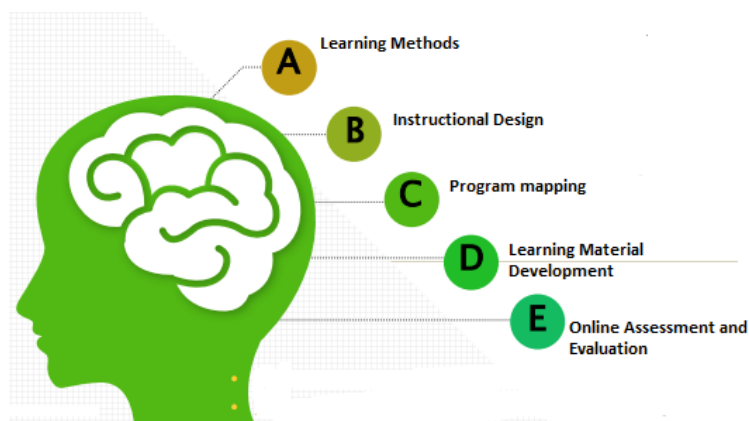 A
Learning Methods
B
Instructional Design
C
Program mapping
D
Learning Material
Development
E
Online Assessment and
Evaluation